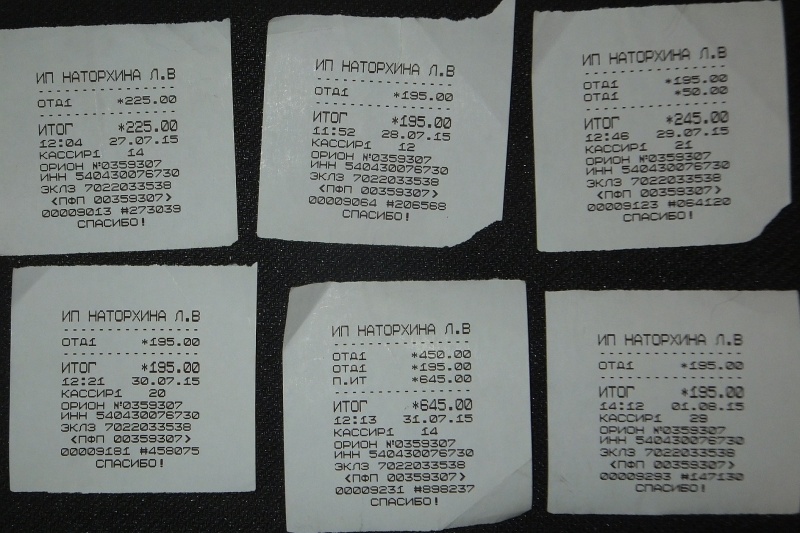 ИП НАТОРХИНА Л.В
ОТД1 *225.00
ИТОГ *225.00
12:04 27.07.15
КАССИР1 14
ОРИОН №0359307
ИНН 540430076730
ЭКЛЗ 7022033538
<ПФП 00359307>
00009013 #273039
СПАСИБО!
ИП НАТОРХИНА Л.В
ОТД1 *195.00
ИТОГ *195.00
11:52 28.07.15
КАССИР1 12
ОРИОН №0359307
ИНН 540430076730
ЭКЛЗ 7022033538
<ПФП 00359307>
00009064 #206568
СПАСИБО!
ИП НАТОРХИНА Л.В
ОТД1 *195.00
ОТД1 *50.00
ИТОГ *245.00
12:46 29.07.15
КАССИР1 21
ОРИОН №0359307
ИНН 540430076730
ЭКЛЗ 7022033538
<ПФП 00359307>
00009123 #064120
СПАСИБО!
ИП НАТОРХИНА Л.В
ОТД1 *195.00
ИТОГ *195.00
12:21 30.07.15
КАССИР1 20
ОРИОН №0359307
ИНН 540430076730
ЭКЛЗ 7022033538
<ПФП 00359307>
00009181 #458075
СПАСИБО!
ИП НАТОРХИНА Л.В
ОТД1 *450.00
ОТД1 *195.00
П.ИТ *645.00
ИТОГ *645.00
12:13 31.07.15
КАССИР1 14
ОРИОН №0359307
ИНН 540430076730
ЭКЛЗ 7022033538
<ПФП 00359307>
00009231 #898237
СПАСИБО!
ИП НАТОРХИНА Л.В
ОТД1 *195.00
ИТОГ *195.00
14:12 01.08.15
КАССИР1 29
ОРИОН №0359307
ИНН 540430076730
ЭКЛЗ 7022033538
<ПФП 00359307>
00009293 #147130
СПАСИБО!